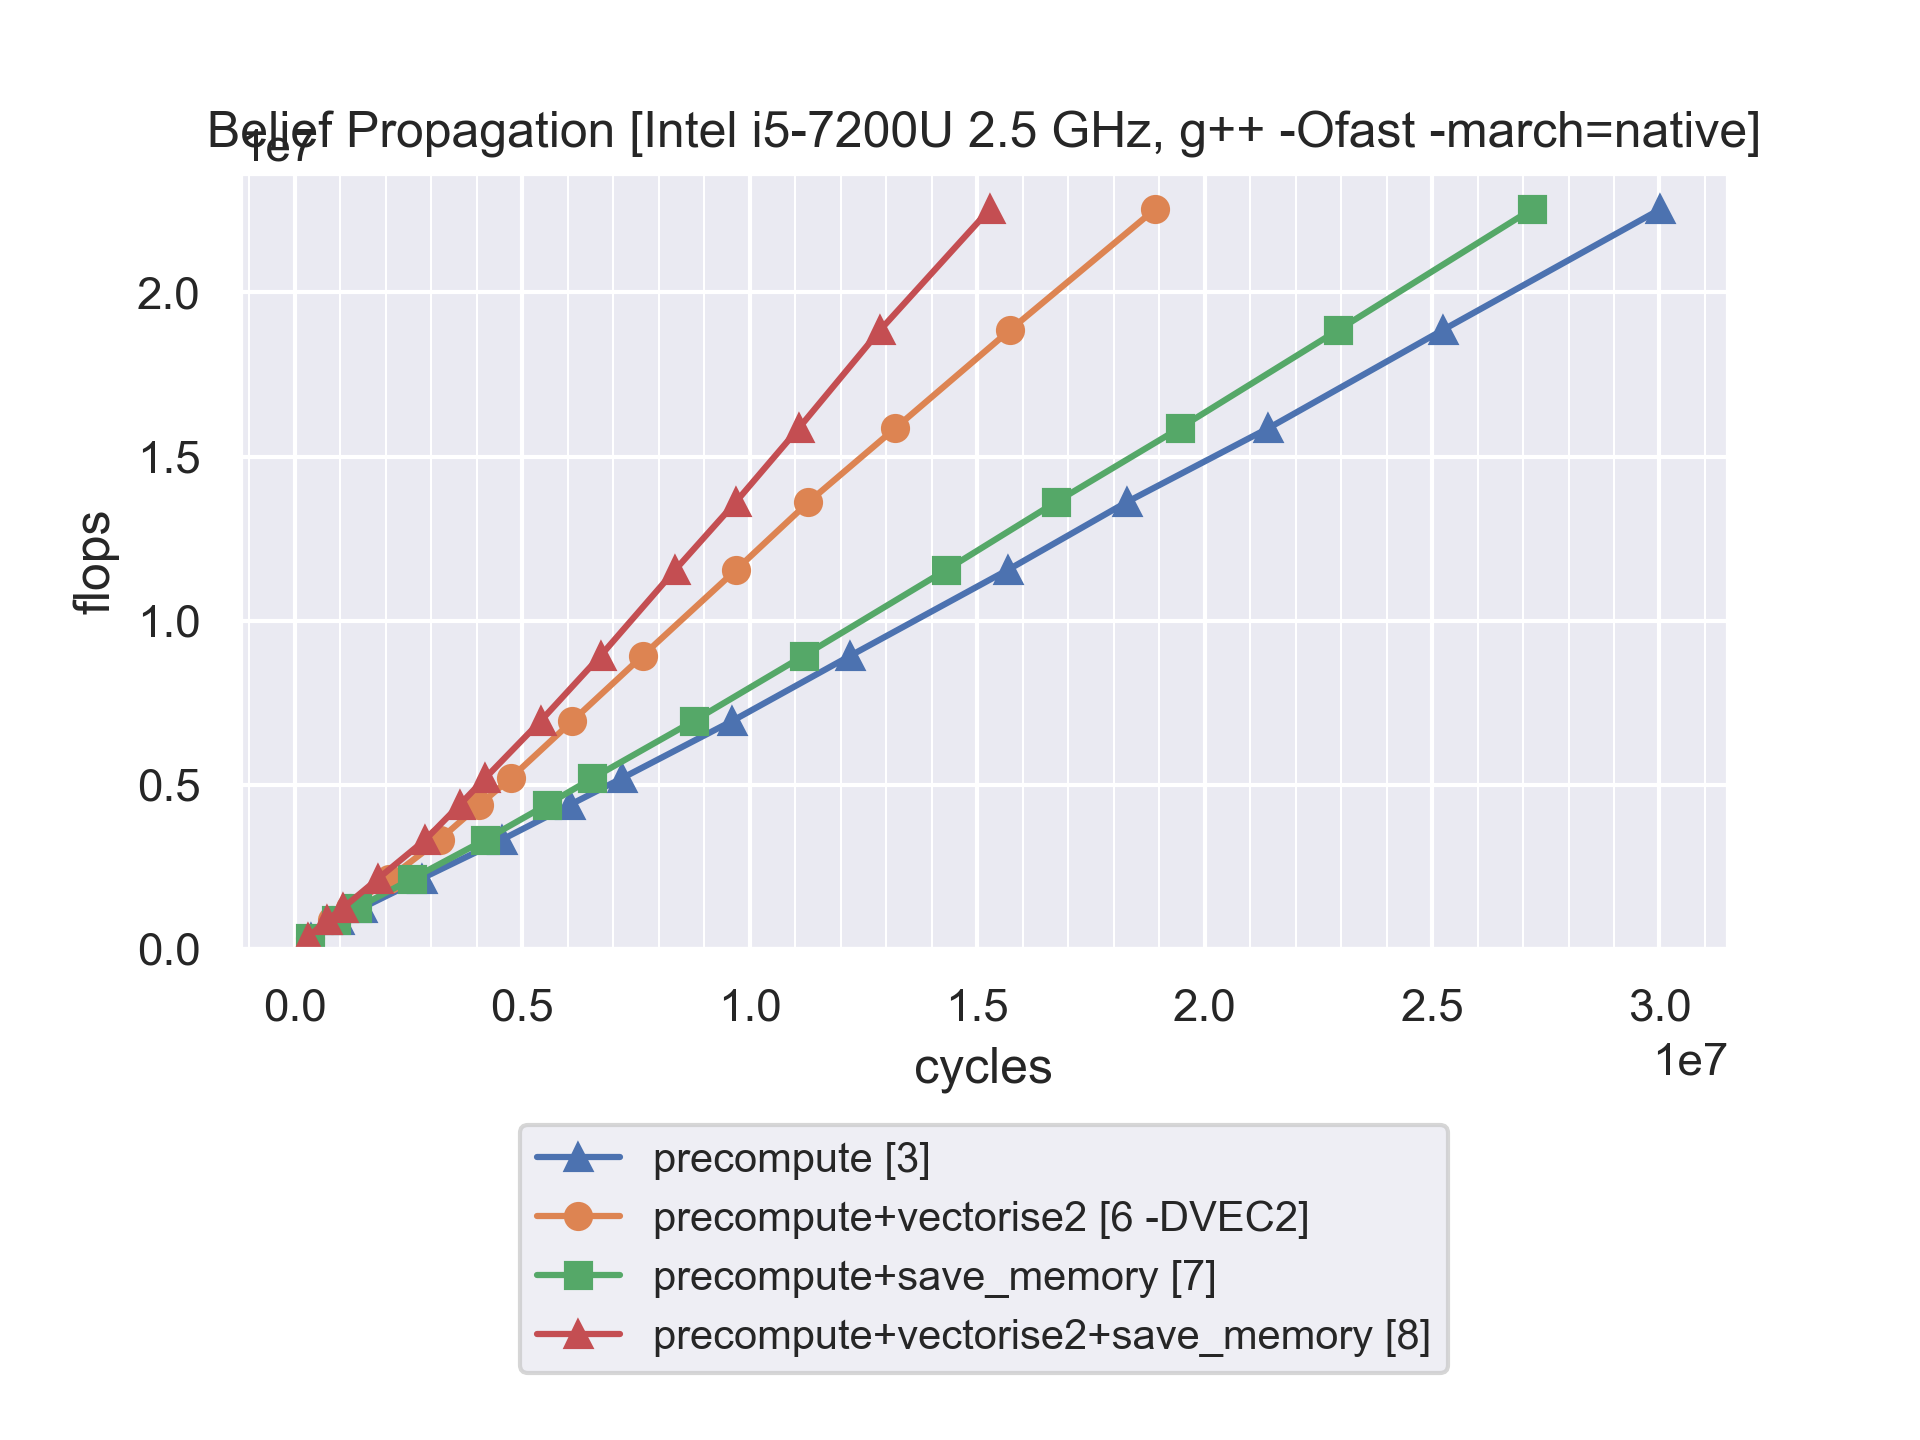 Belief Propagation [Intel i5-7200U 2.5 GHz, g++ -Ofast -march=native]
1e7
2.0
1.5
1.0
0.5
0.0
flops
0.0 0.5 1.0 1.5 2.0 2.5 3.0
1e7
cycles
precompute [3]
precompute+vectorise2 [6 -DVEC2]
precompute+save_memory [7]
precompute+vectorise2+save_memory [8]